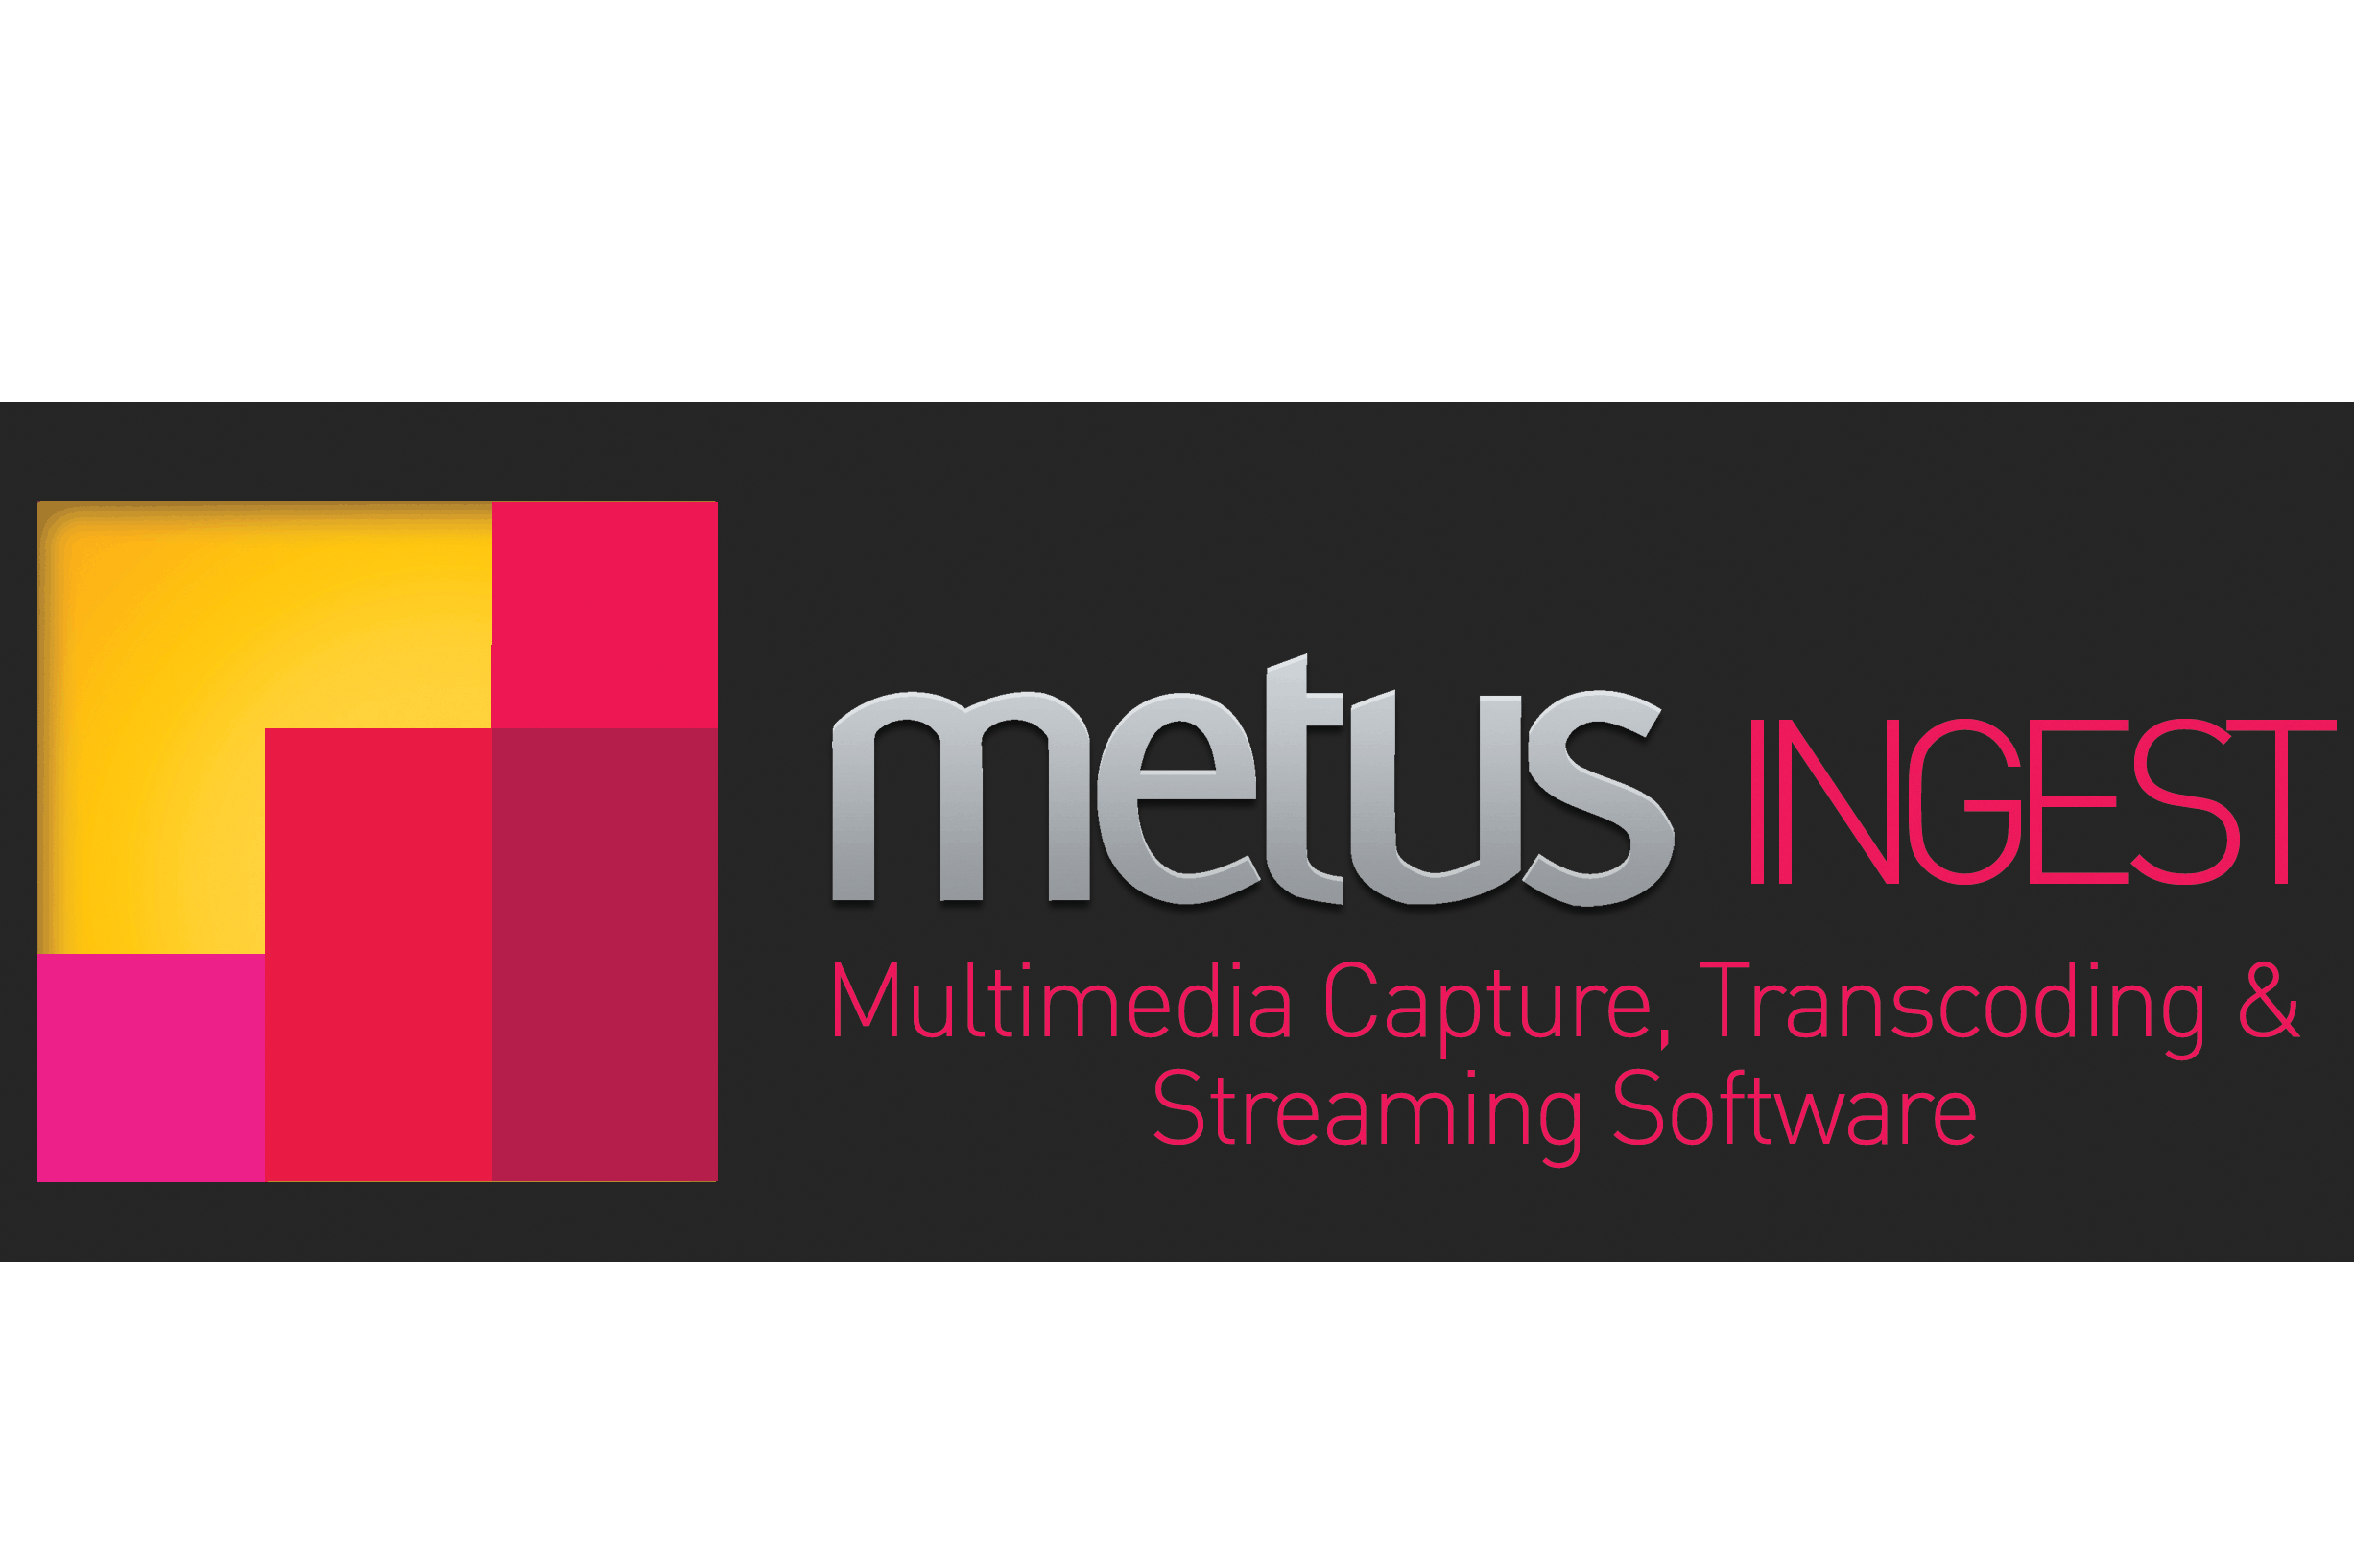 metus INGEST
Multimedia Capture, Transcoding &
Streaming Software